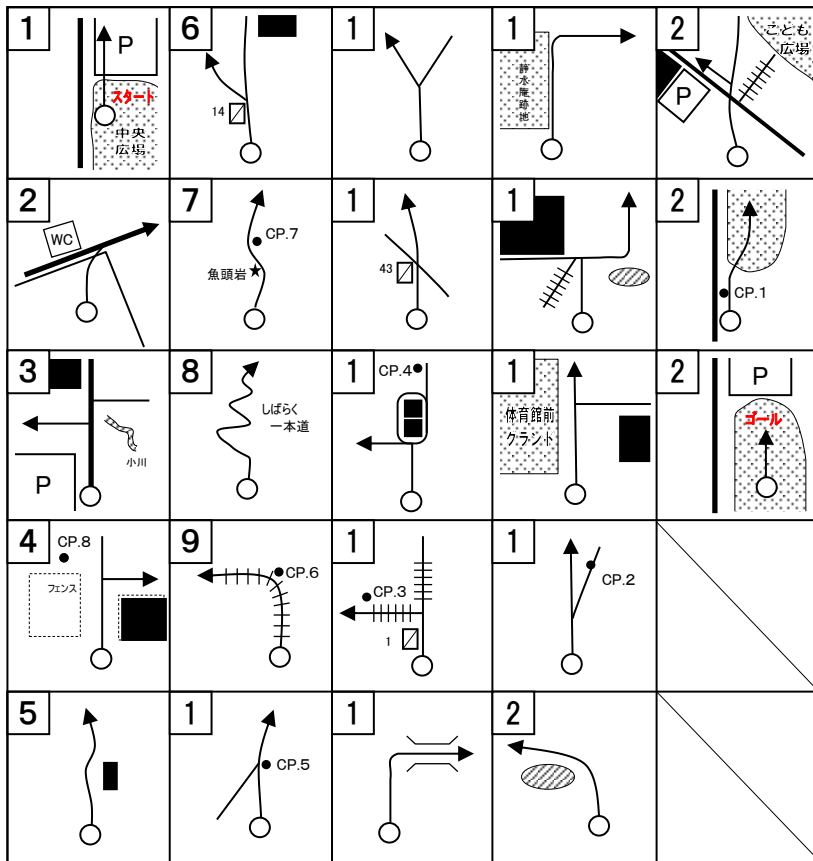 1
P
スタート
中央
広場
2
WC
3
小川
P
4
CP.8
フェンス
5
6
14
7
CP.7
魚頭岩
8
しばらく
一本道
9
CP.6
1
CP.5
1
1
43
1
CP.4
1
CP.3
1
1
1
水庵跡地
1
1
体育館前
グランド
1
CP.2
2
2
こども
広場
P
2
CP.1
2
P
ゴール